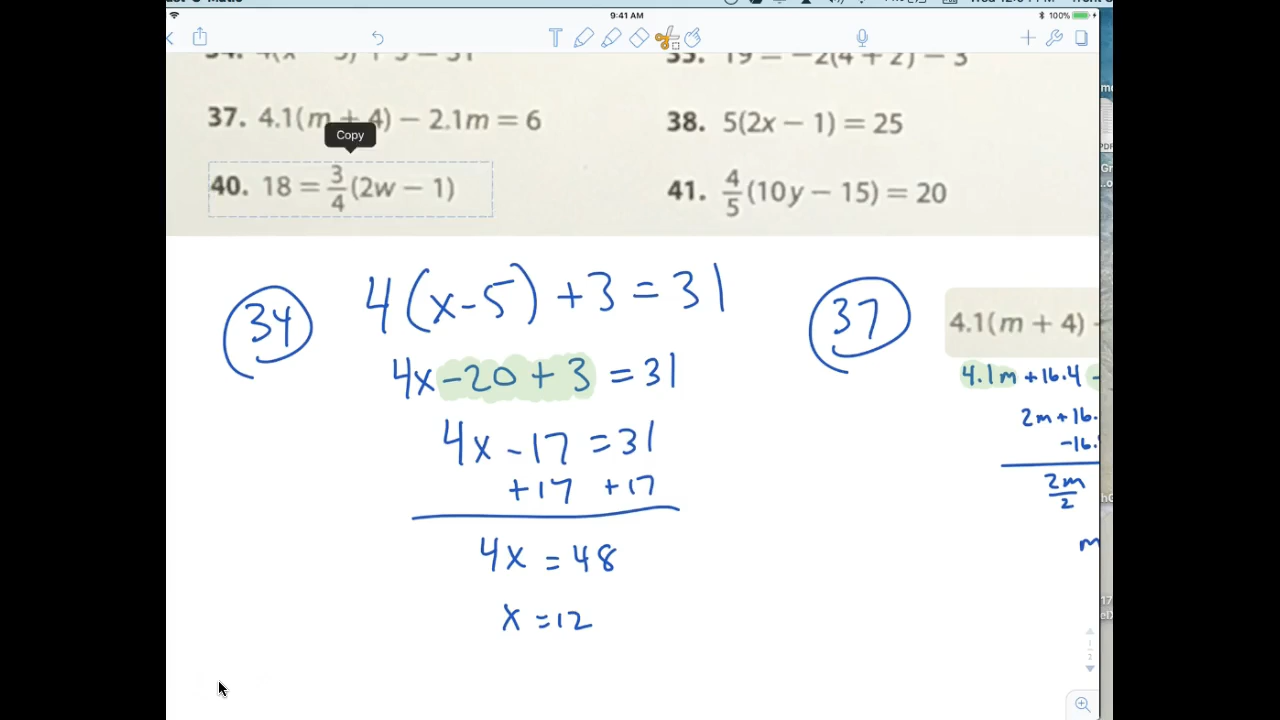 9:41 AM
100%
37. 4.1(m + 4) − 2.1m = 6
38. 5(2x − 1) = 25
Copy
40. 18 = 3/4(2w − 1)
41. 4/5(10y − 15) = 20
34
4(x-5) +3 = 31
4x -20 + 3 = 31
4x - 17 = 31
+17 +17
4x = 48
x = 12
37
4.1(m + 4)
4.1m +16.4
2m+16.
-16.
2m/2
m